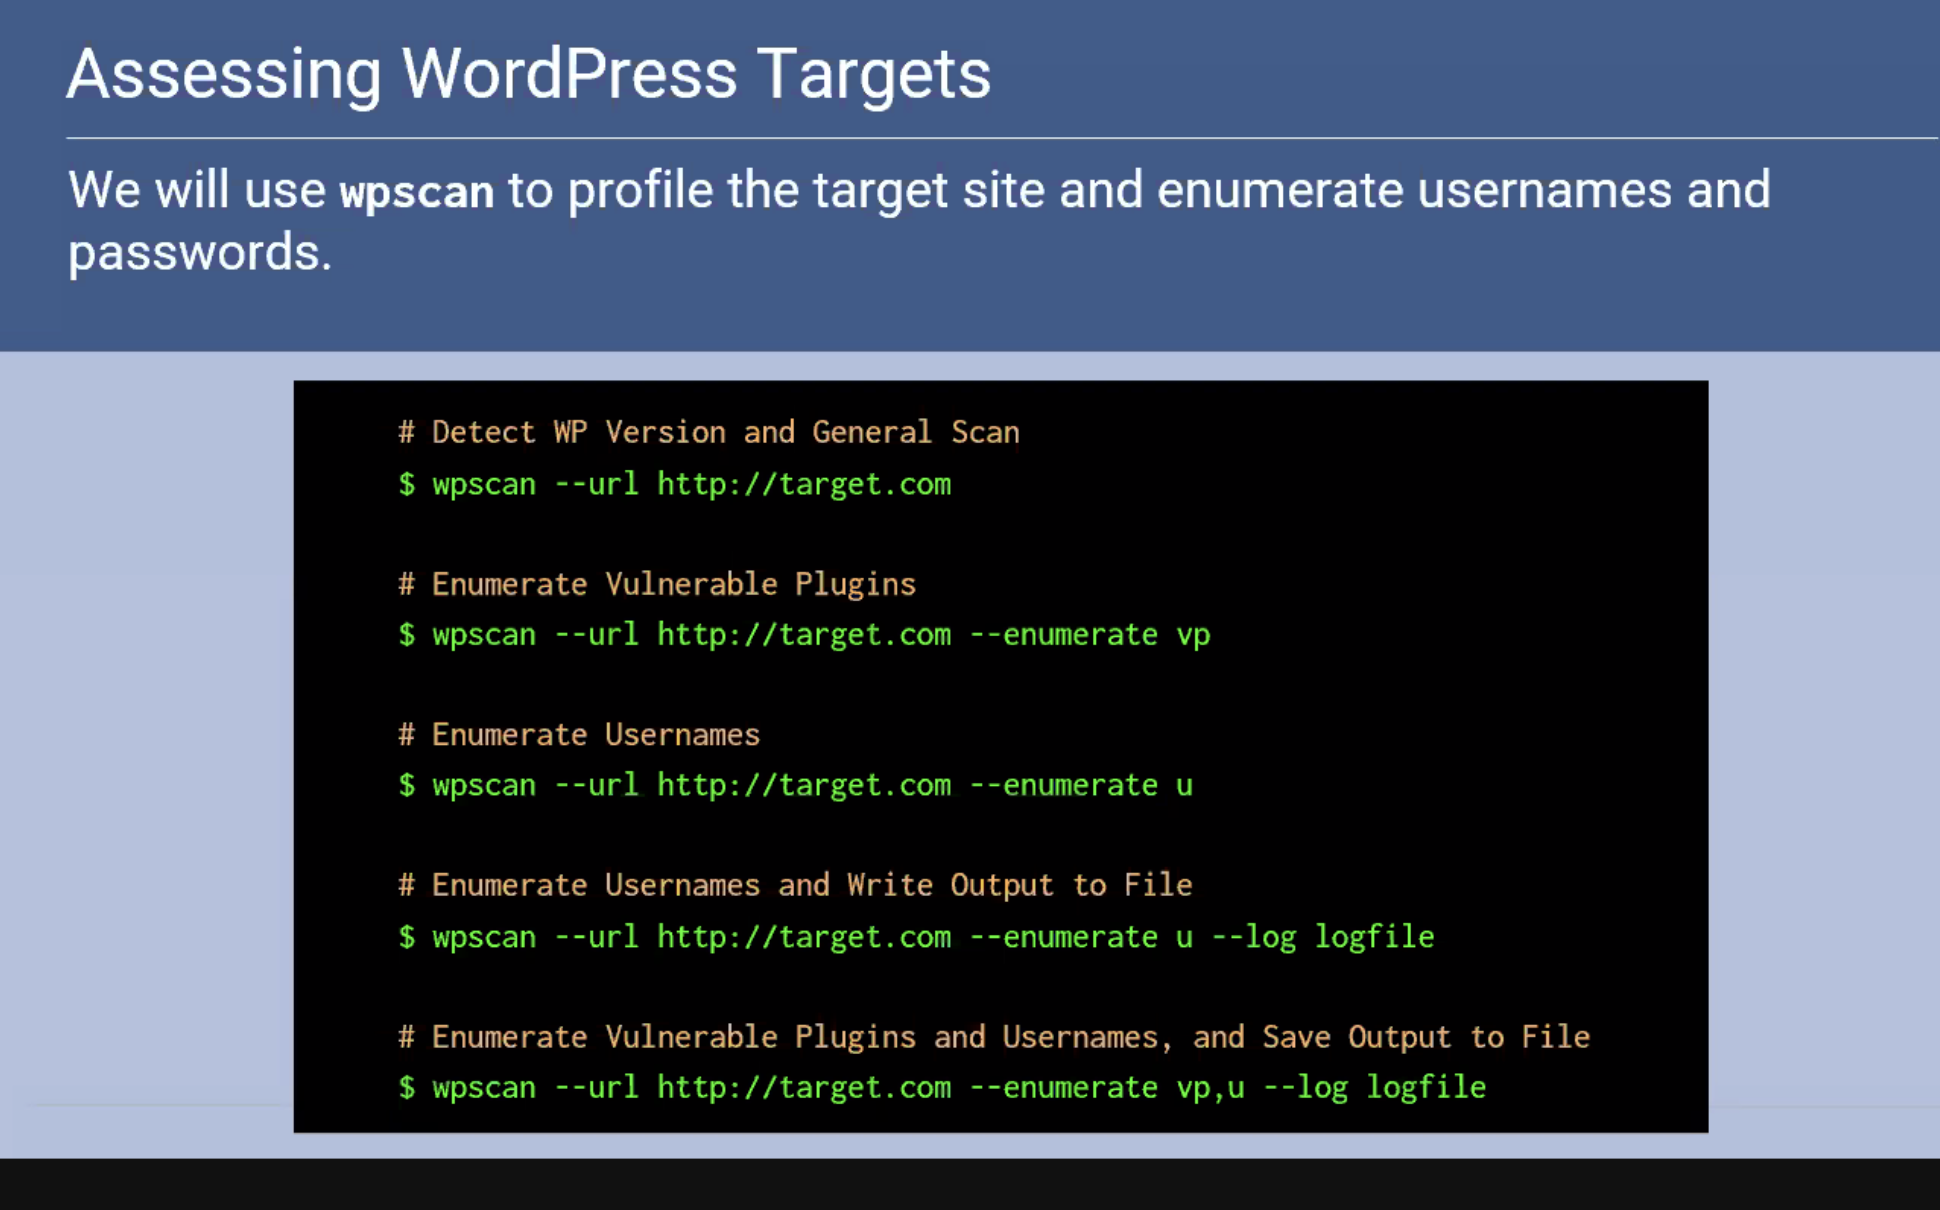 Assessing WordPress Targets
We will use wpscan to profile the target site and enumerate usernames and
passwords.
# Detect WP Version and General Scan
$ wpscan --url http://target.com
# Enumerate Vulnerable Plugins
$ wpscan --url http://target.com --enumerate vp
# Enumerate Usernames
$ wpscan --url http://target.com --enumerate u
# Enumerate Usernames and Write Output to File
$ wpscan --url http://target.com --enumerate u --log logfile
# Enumerate Vulnerable Plugins and Usernames, and Save Output to File
$ wpscan --url http://target.com --enumerate vp,u --log logfile